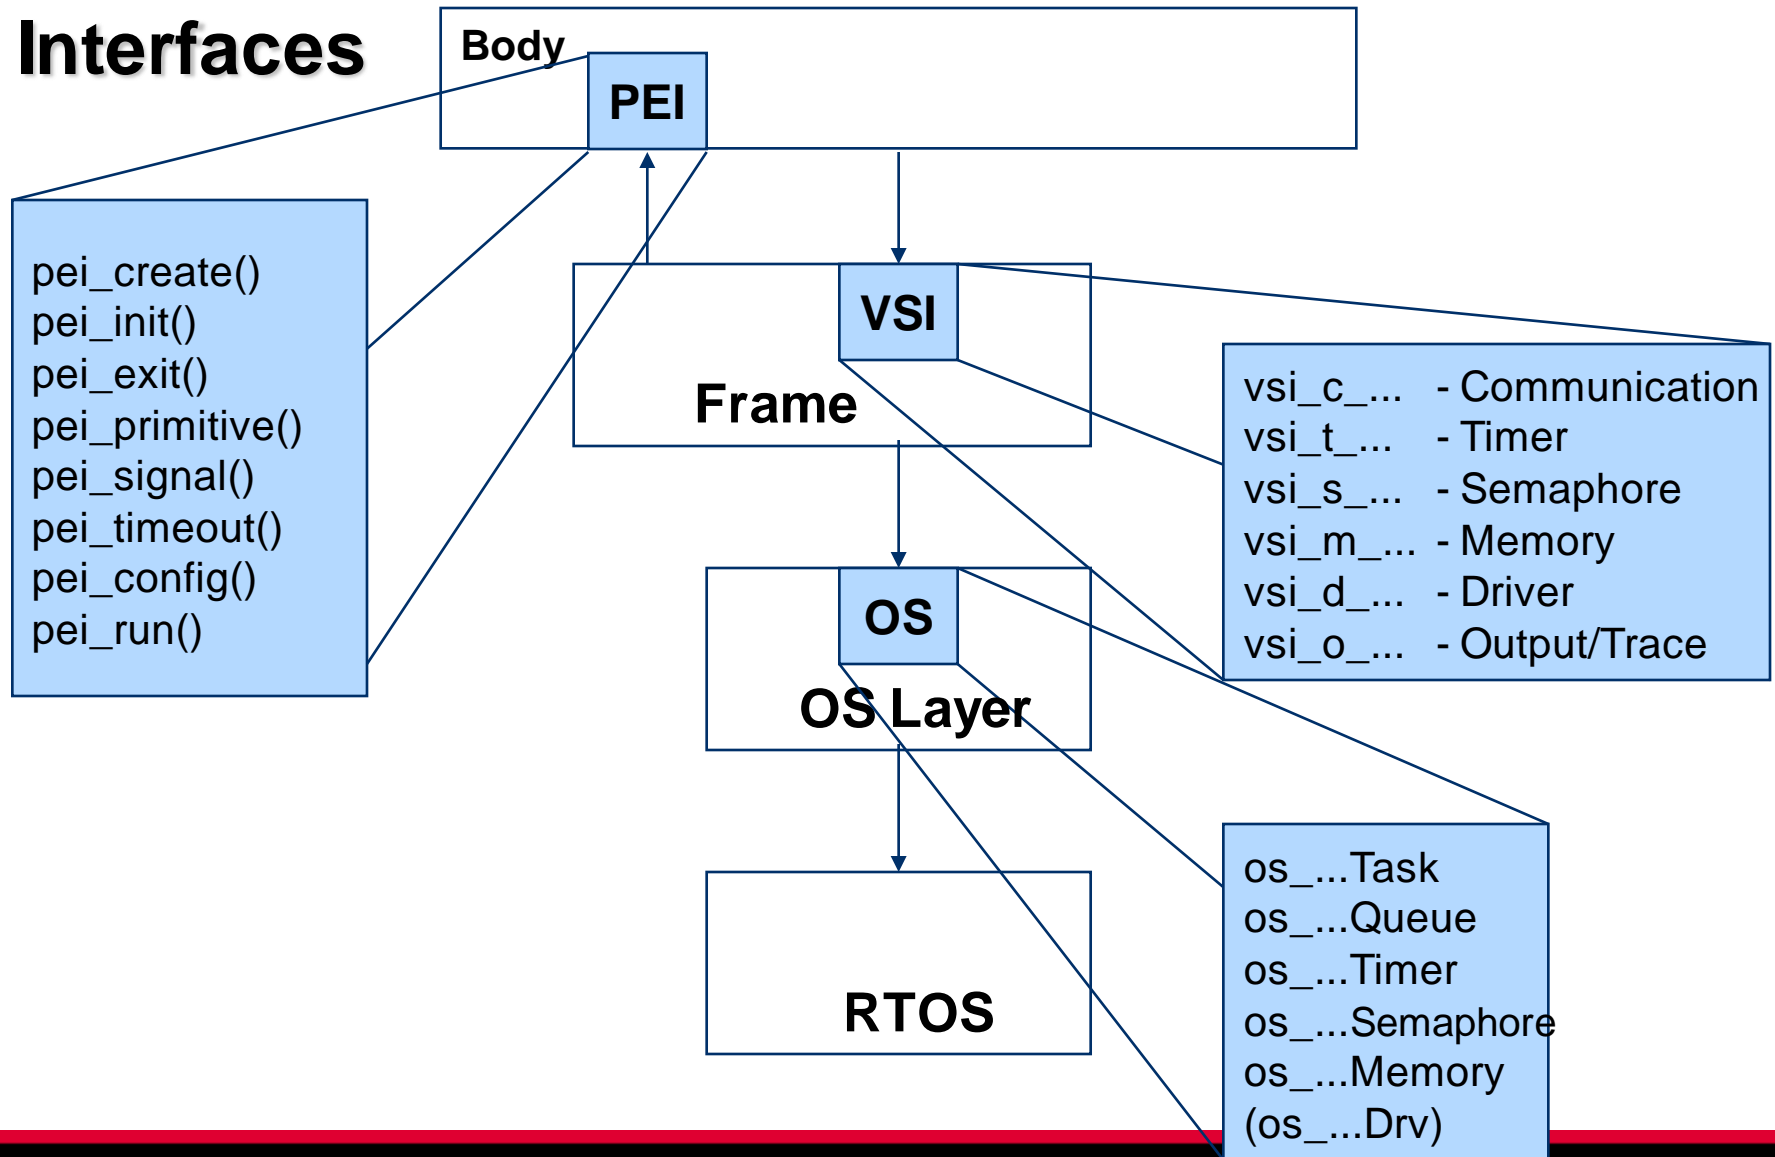 Interfaces
Body
PEI
pei_create()
pei_init()
pei_exit()
pei_primitive()
pei_signal()
pei_timeout()
pei_config()
pei_run()
VSI
Frame
vsi_c_... - Communication
vsi_t_... - Timer
vsi_s_... - Semaphore
vsi_m_... - Memory
vsi_d_... - Driver
vsi_o_... - Output/Trace
OS
OS Layer
RTOS
os_...Task
os_...Queue
os_...Timer
os_...Semaphore
os_...Memory
(os_...Drv)